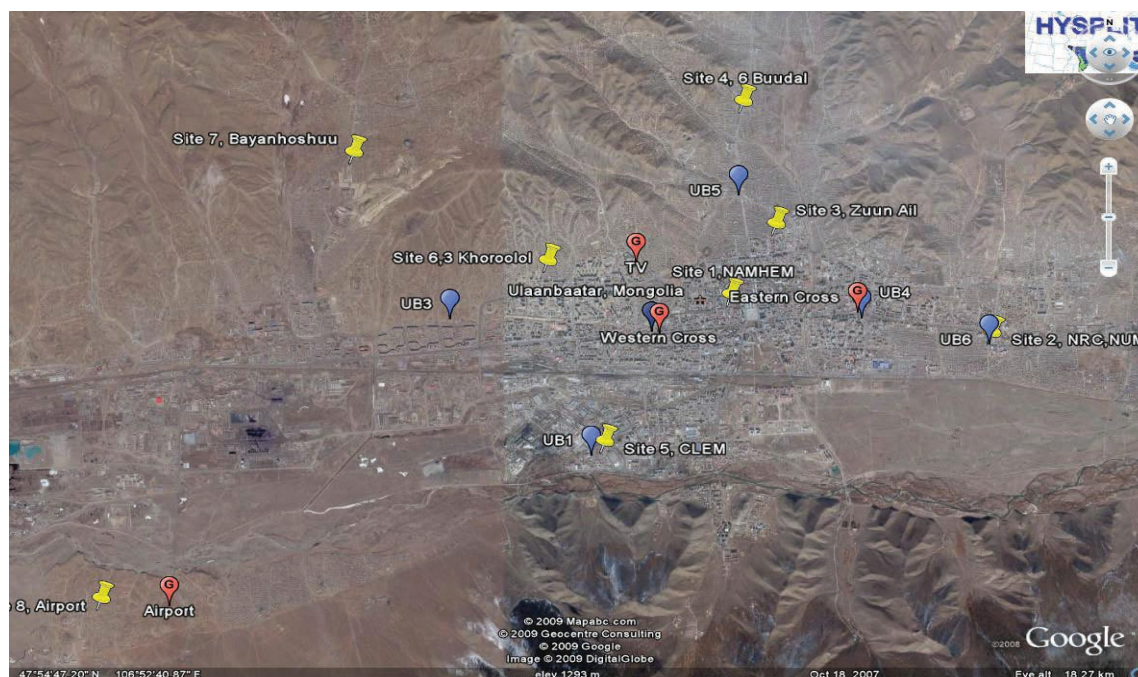 HYSPLIT
N
Site 4, 6 Buudal
Site 7, Bayanhoshuu
UB5
Site 3, Zuun Ail
G
Site 6,3 Khoroolol
TV
Site 1,NAMHEM
Ulaanbaatar, Mongolia
Eastern Cross
G
UB4
UB3
G
Western Cross
UB6
Site 2, NRC,NUM
UB1
Site 5, CLEM
8, Airport
G
Airport
© 2009 Mapabc.com
© 2009 Geocentre Consulting
© 2009 Google
Image © 2009 DigitalGlobe
©2008 Google
47°54'47.20" N 106°52'40.87" E
elev 1293 m
Oct 18, 2007
Eye alt 18.27 km